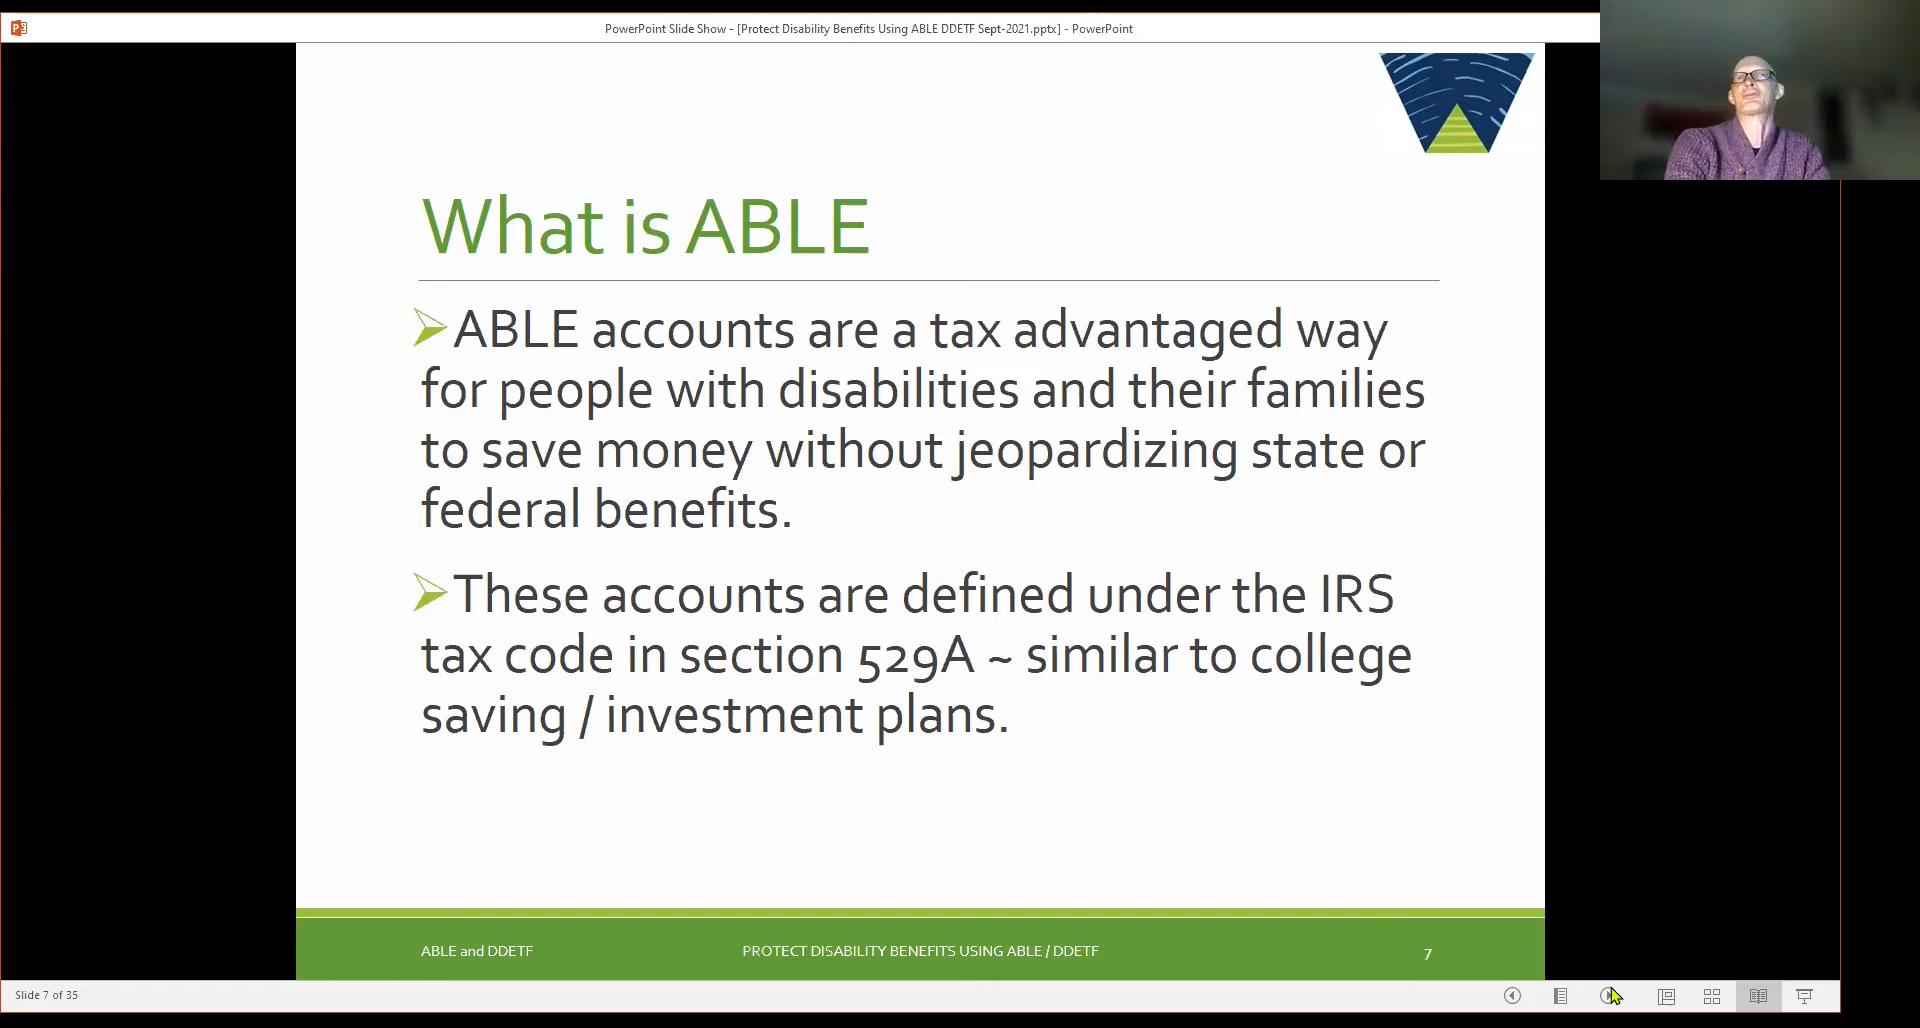 PowerPoint Slide Show - [Protect Disability Benefits Using ABLE DDETF Sept-2021.pptx] - PowerPoint
What is ABLE
ABLE accounts are a tax advantaged way
for people with disabilities and their families
to save money without jeopardizing state or
federal benefits.
These accounts are defined under the IRS
tax code in section 529A ~ similar to college
saving / investment plans.
ABLE and DDETF
PROTECT DISABILITY BENEFITS USING ABLE / DDETF
7
Slide 7 of 35